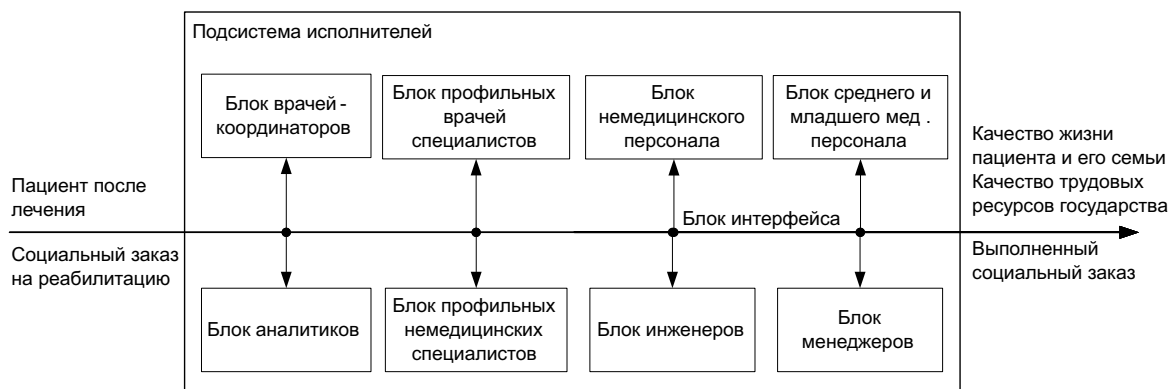 Подсистема исполнителей
Блок врачей -
координаторов
Блок профильных
врачей
специалистов
Блок
немедицинского
персонала
Блок среднего и
младшего мед .
персонала
Пациент после
лечения
Социальный заказ
на реабилитацию
Блок интерфейса
Качество жизни
пациента и его семьи
Качество трудовых
ресурсов государства
Выполненный
социальный заказ
Блок аналитиков
Блок профильных
немедицинских
специалистов
Блок инженеров
Блок
менеджеров